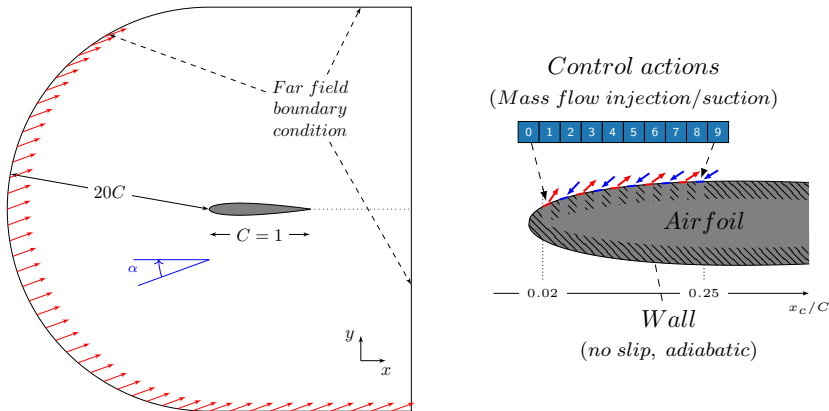 Far field
boundary
condition
20C
C = 1
α
y
x
Control actions
(Mass flow injection/suction)
0 1 2 3 4 5 6 7 8 9
Airfoil
0.02
0.25
x_c/C
Wall
(no slip, adiabatic)